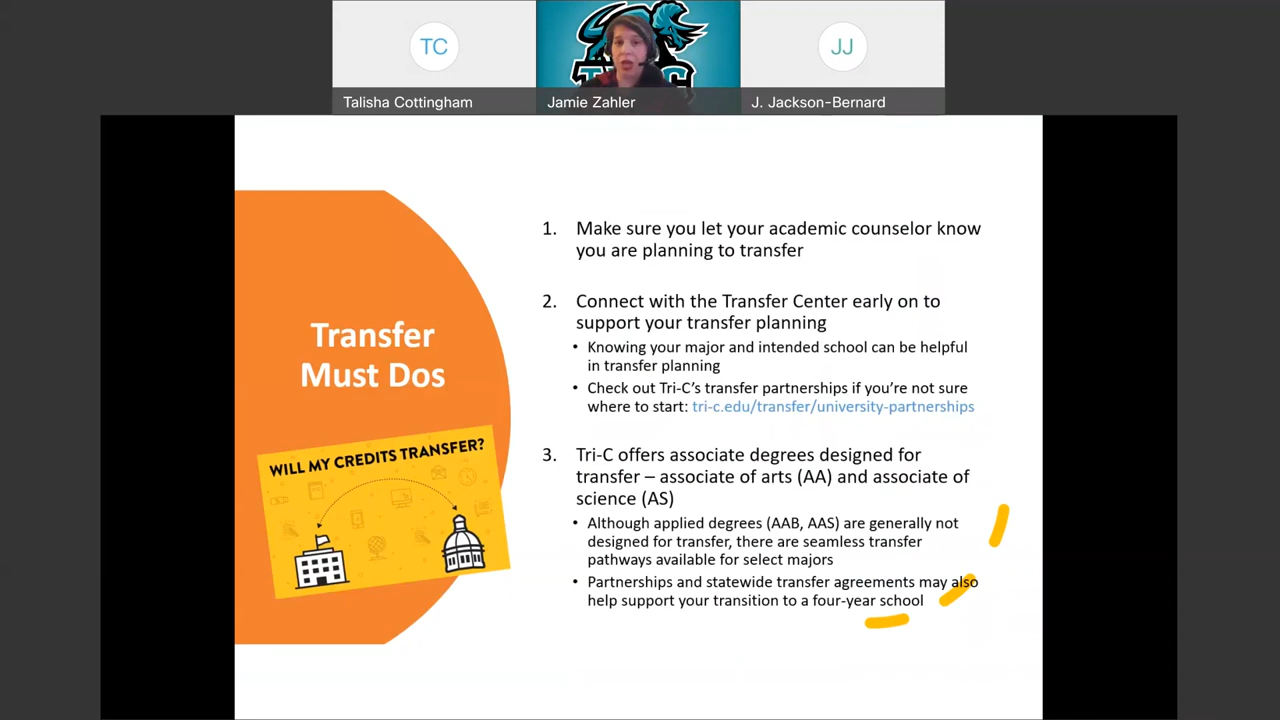 TC
JJ
Talisha Cottingham
Jamie Zahler
J. Jackson-Bernard
Transfer
Must Dos
WILL MY CREDITS TRANSFER?
1. Make sure you let your academic counselor know
you are planning to transfer
2. Connect with the Transfer Center early on to
support your transfer planning
• Knowing your major and intended school can be helpful
in transfer planning
• Check out Tri-C's transfer partnerships if you're not sure
where to start: tri-c.edu/transfer/university-partnerships
3. Tri-C offers associate degrees designed for
transfer – associate of arts (AA) and associate of
science (AS)
• Although applied degrees (AAB, AAS) are generally not
designed for transfer, there are seamless transfer
pathways available for select majors
• Partnerships and statewide transfer agreements may also
help support your transition to a four-year school